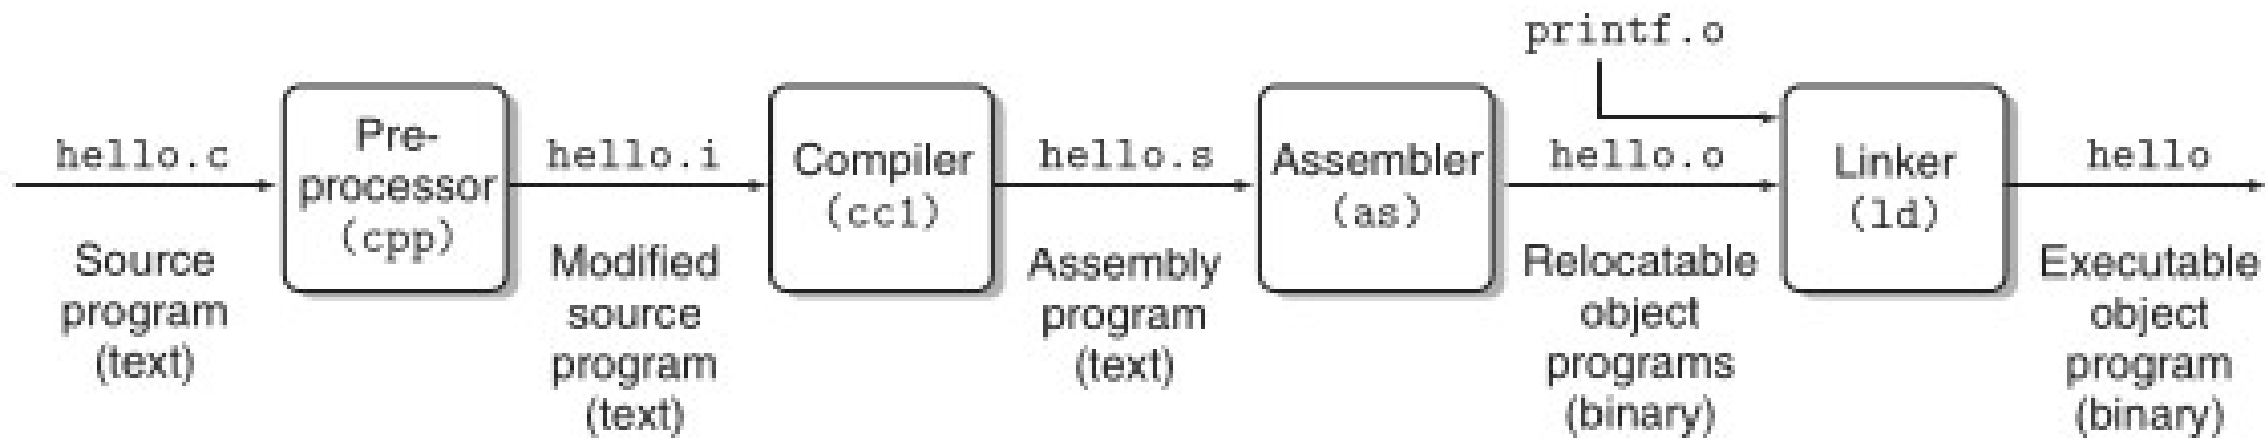 printf.o
hello.c
Pre-
processor
(cpp)
hello.i
Compiler
(cc1)
hello.s
Assembler
(as)
hello.o
Linker
(ld)
hello
Source
program
(text)
Modified
source
program
(text)
Assembly
program
(text)
Relocatable
object
programs
(binary)
Executable
object
program
(binary)